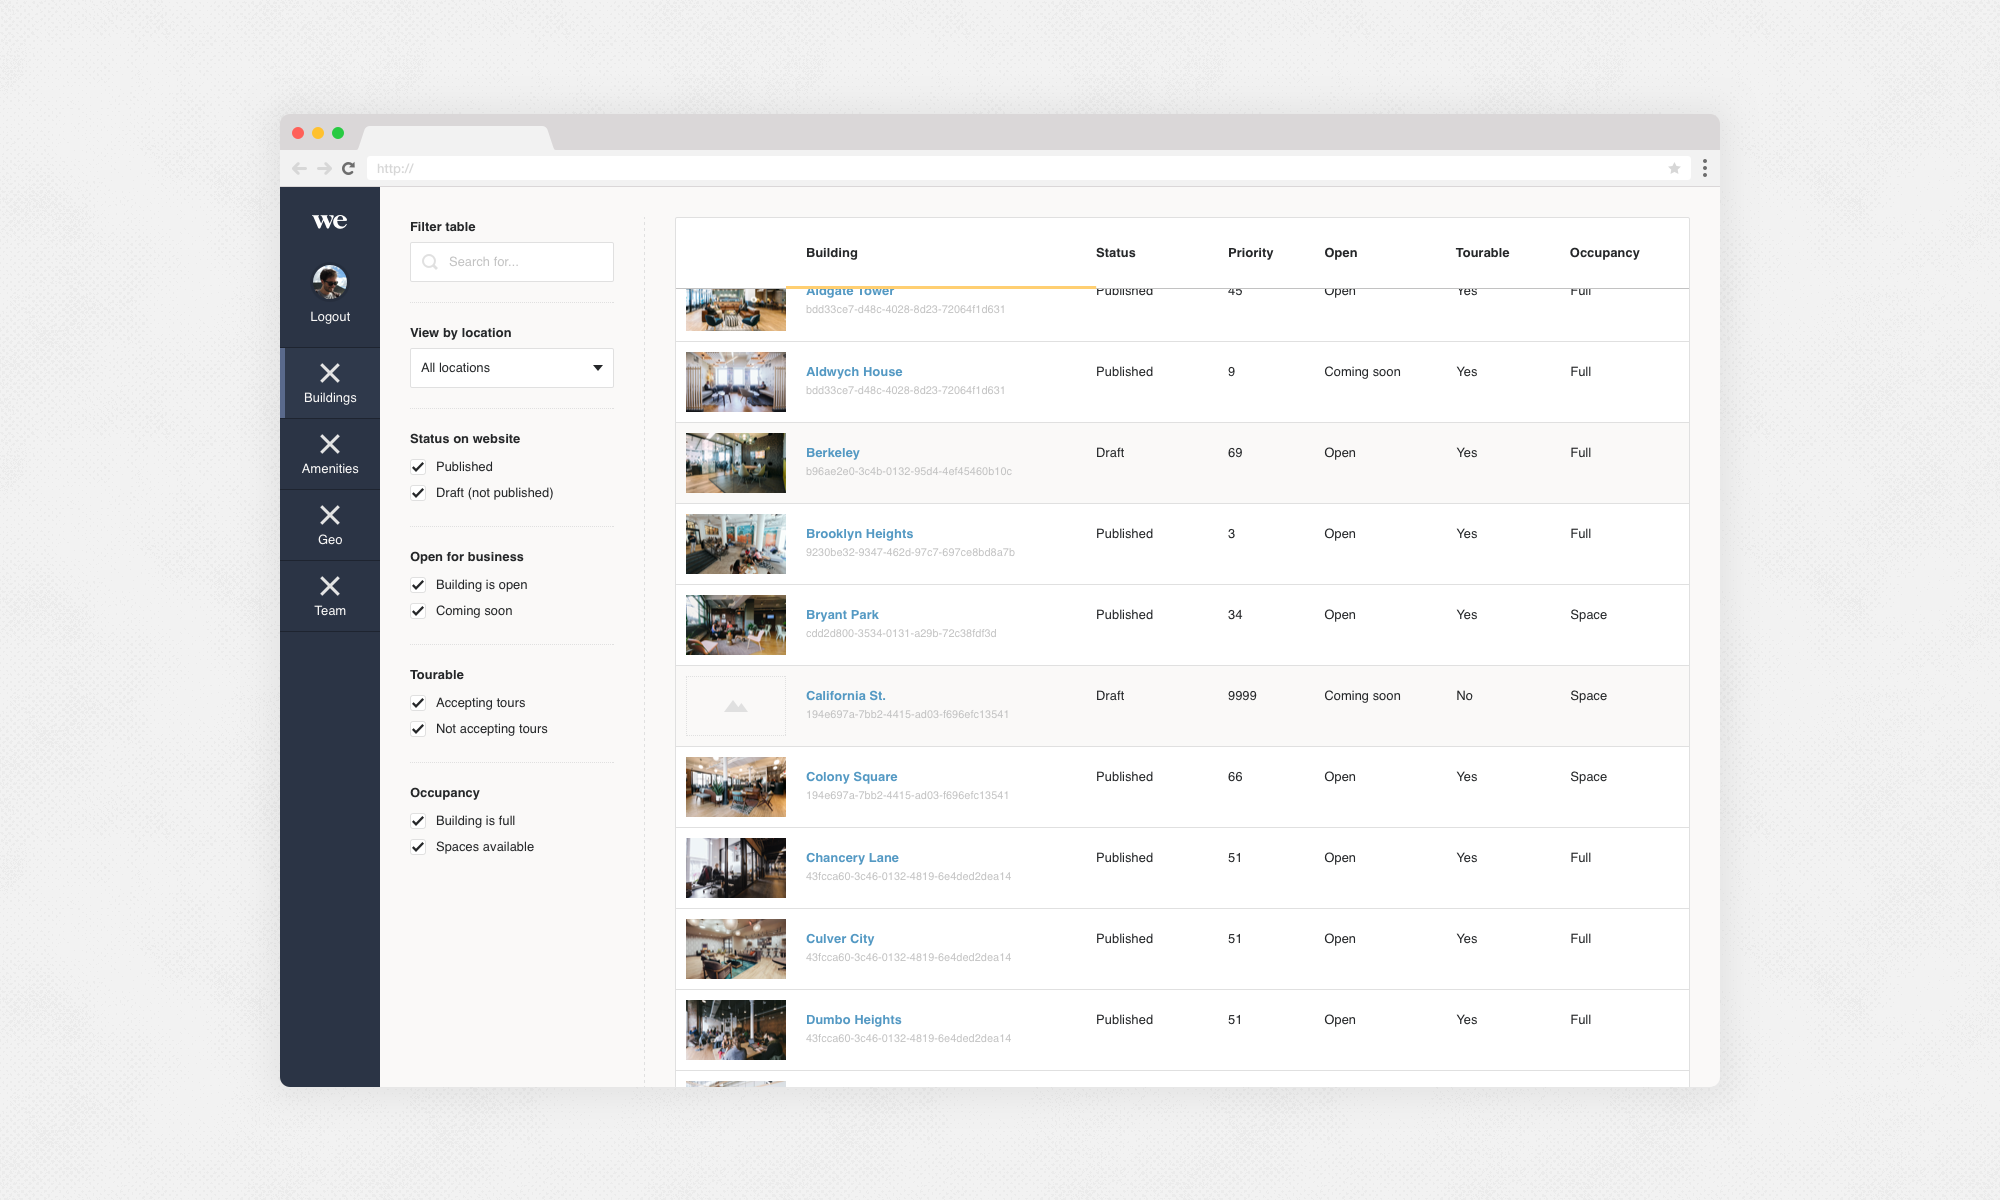 http://
we
Logout
Buildings
Amenities
Geo
Team
Filter table
Search for...
View by location
All locations
Status on website
Published
Draft (not published)
Open for business
Building is open
Coming soon
Tourable
Accepting tours
Not accepting tours
Occupancy
Building is full
Spaces available
Building Status Priority Open Tourable Occupancy
Aldgate Tower Published 45 Open Yes Full
bdd33ce7-d48c-4028-8d23-72064f1d631
Aldwych House Published 9 Coming soon Yes Full
bdd33ce7-d48c-4028-8d23-72064f1d631
Berkeley Draft 69 Open Yes Full
b96ae2e0-3c4b-0132-95d4-4ef45460b10c
Brooklyn Heights Published 3 Open Yes Full
9230be32-9347-462d-97c7-697ce8bd8a7b
Bryant Park Published 34 Open Yes Space
cdd2d800-3534-0131-a29b-72c38fdf3d
California St. Draft 9999 Coming soon No Space
194e697a-7bb2-4415-ad03-f696efc13541
Colony Square Published 66 Open Yes Space
194e697a-7bb2-4415-ad03-f696efc13541
Chancery Lane Published 51 Open Yes Full
43fcca60-3c46-0132-4819-6e4ded2dea14
Culver City Published 51 Open Yes Full
43fcca60-3c46-0132-4819-6e4ded2dea14
Dumbo Heights Published 51 Open Yes Full
43fcca60-3c46-0132-4819-6e4ded2dea14